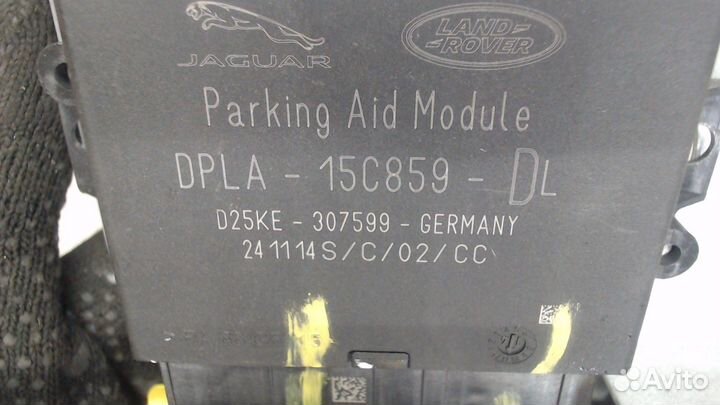 JAGUAR
LAND
ROVER
Parking Aid Module
DPLA - 15C859 - DL
D25KE - 307599 - GERMANY
241114S/C/02/CC
Avito